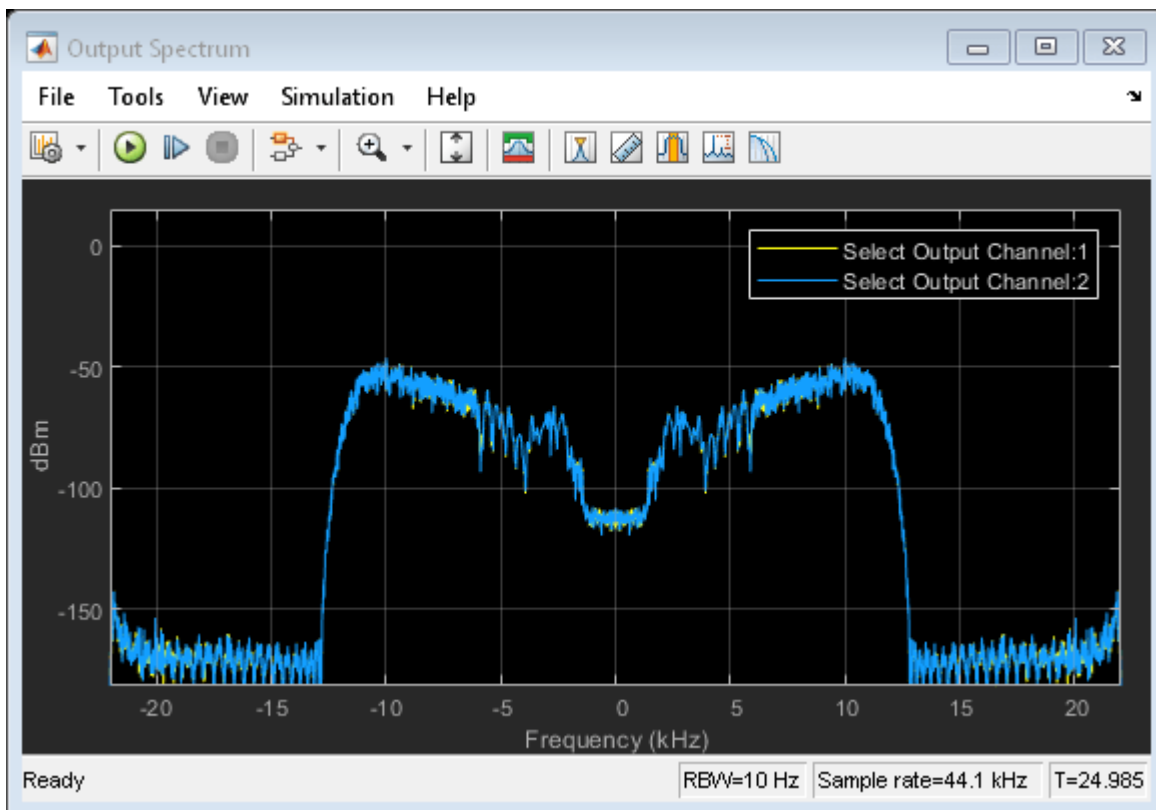 Output Spectrum
File Tools View Simulation Help
Select Output Channel:1
Select Output Channel:2
0
-50
-100
-150
dBm
-20 -15 -10 -5 0 5 10 15 20
Frequency (kHz)
Ready RBW=10 Hz Sample rate=44.1 kHz T=24.985